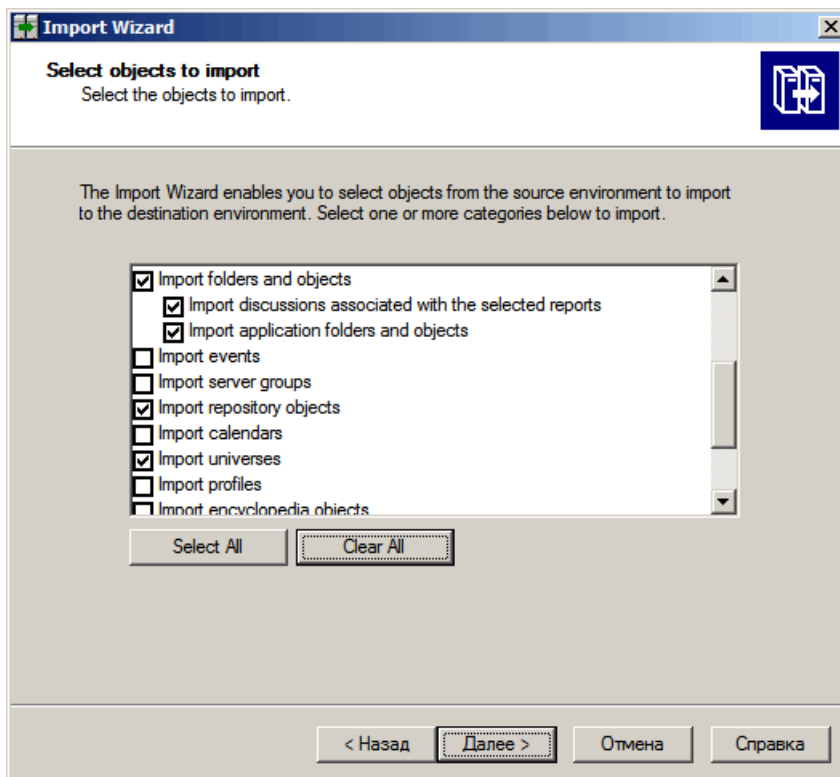 Import Wizard
Select objects to import
Select the objects to import.
The Import Wizard enables you to select objects from the source environment to import
to the destination environment. Select one or more categories below to import.
Import folders and objects
Import discussions associated with the selected reports
Import application folders and objects
Import events
Import server groups
Import repository objects
Import calendars
Import universes
Import profiles
Import encyclopedia objects
Select All Clear All
< Назад Далее > Отмена Справка